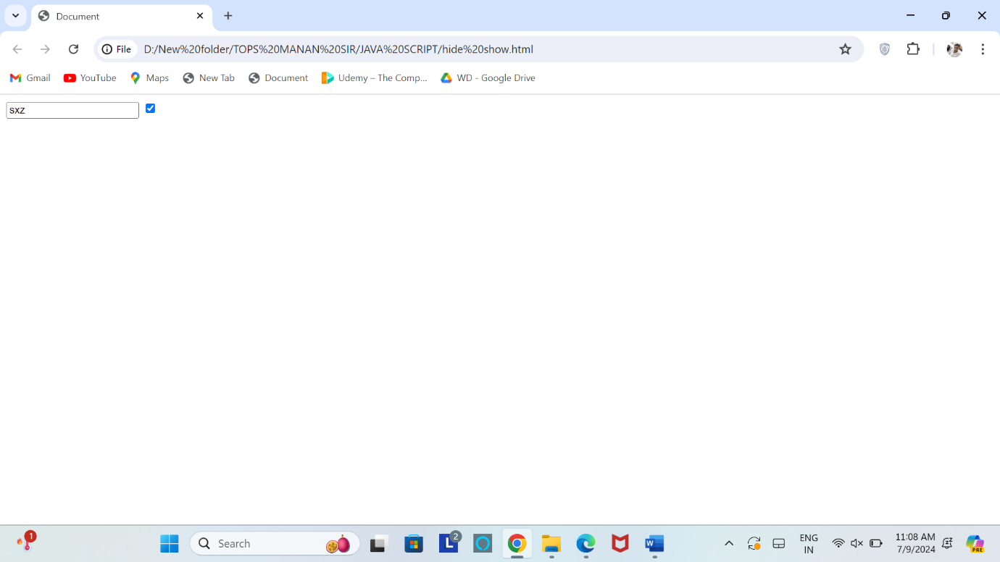 Document
File D:/New%20folder/TOPS%20MANAN%20SIR/JAVA%20SCRIPT/hide%20show.html
Gmail YouTube Maps New Tab Document Udemy – The Comp... WD - Google Drive
sxz
1 Search L 2 W ENG 11:08 AM
IN 7/9/2024 PRE